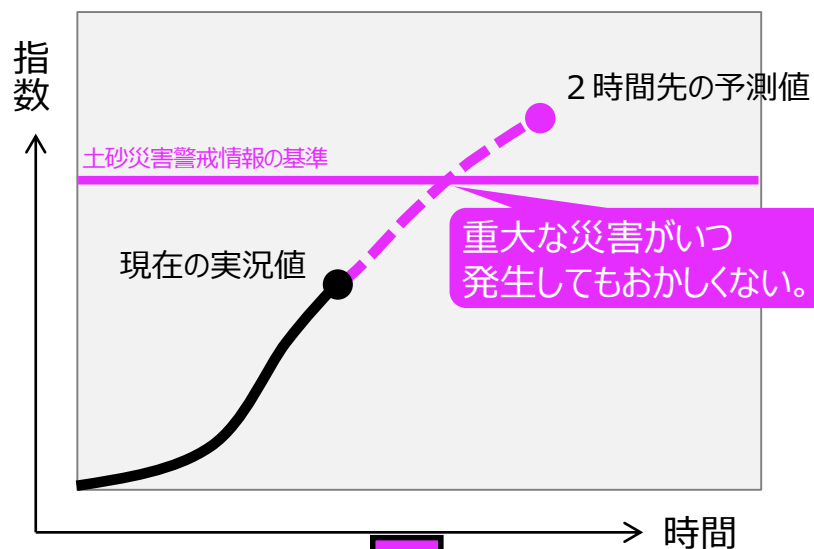 指数
２時間先の予測値
土砂災害警戒情報の基準
重大な災害がいつ
発生してもおかしくない。
現在の実況値
時間